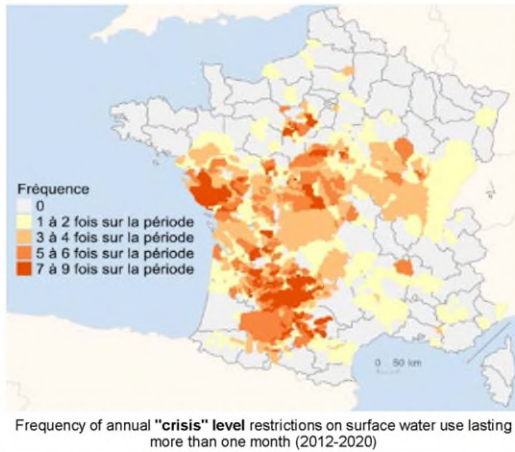 Fréquence
0
1 à 2 fois sur la période
3 à 4 fois sur la période
5 à 6 fois sur la période
7 à 9 fois sur la période
0 50 km
Frequency of annual "crisis" level restrictions on surface water use lasting
more than one month (2012-2020)